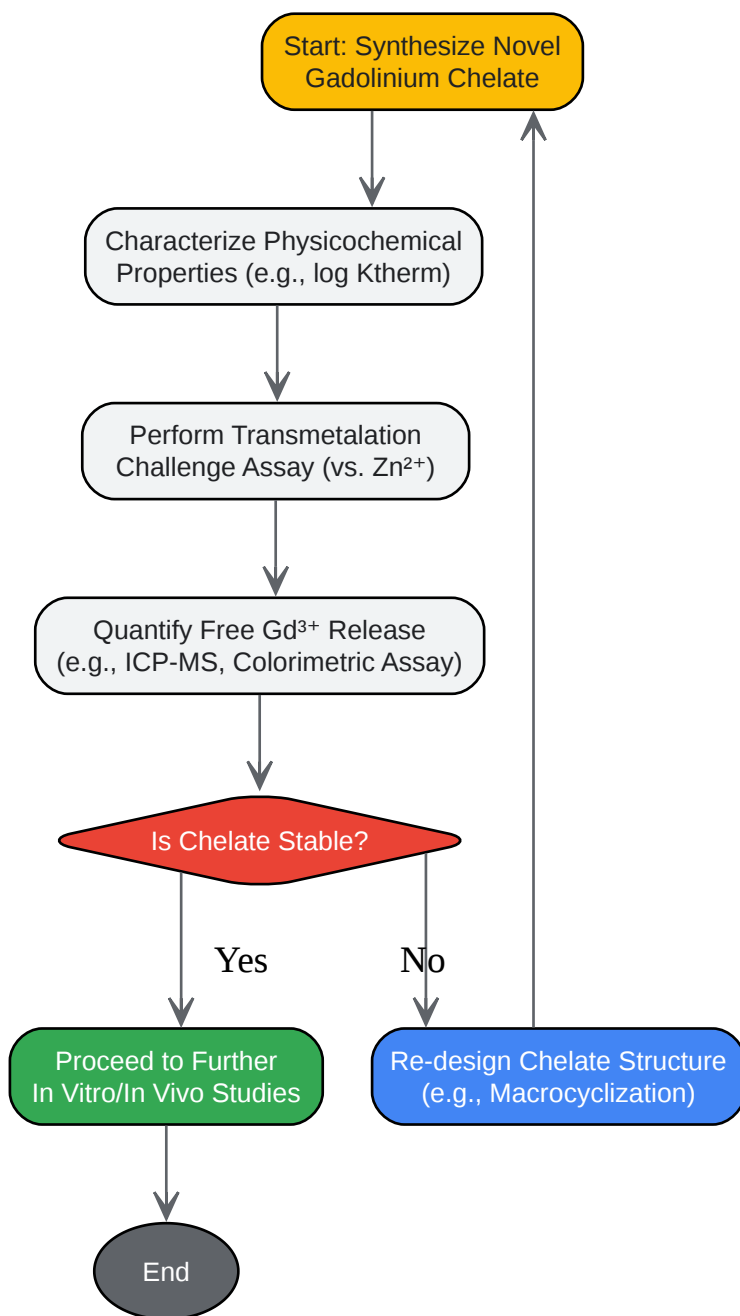 Start: Synthesize Novel
Gadolinium Chelate
Characterize Physicochemical
Properties (e.g., log Ktherm)
Perform Transmetalation
Challenge Assay (vs. Zn²⁺)
Quantify Free Gd³⁺ Release
(e.g., ICP-MS, Colorimetric Assay)
Is Chelate Stable?
Yes
No
Proceed to Further
In Vitro/In Vivo Studies
Re-design Chelate Structure
(e.g., Macrocyclization)
End